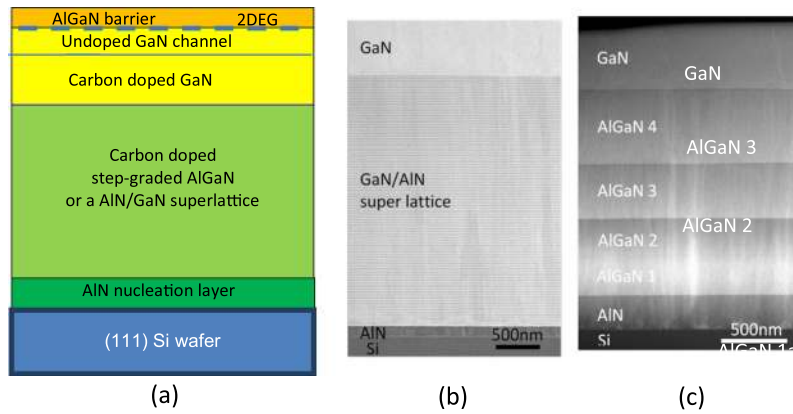 AlGaN barrier 2DEG
Undoped GaN channel
Carbon doped GaN
Carbon doped
step-graded AlGaN
or a AlN/GaN superlattice
AlN nucleation layer
(111) Si wafer
(a)
GaN
GaN/AlN
super lattice
AlN
Si
500nm
(b)
GaN
GaN
AlGaN 4
AlGaN 3
AlGaN 3
AlGaN 2
AlGaN 2
AlGaN 1
AlN
Si
500nm
AlGaN 1a
(c)